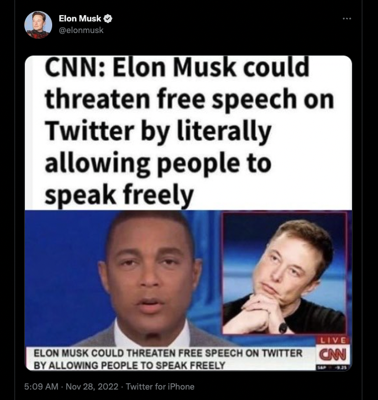 Elon Musk
@elonmusk
CNN: Elon Musk could
threaten free speech on
Twitter by literally
allowing people to
speak freely
LIVE
ELON MUSK COULD THREATEN FREE SPEECH ON TWITTER
BY ALLOWING PEOPLE TO SPEAK FREELY
CNN
5:09 AM · Nov 28, 2022 · Twitter for iPhone